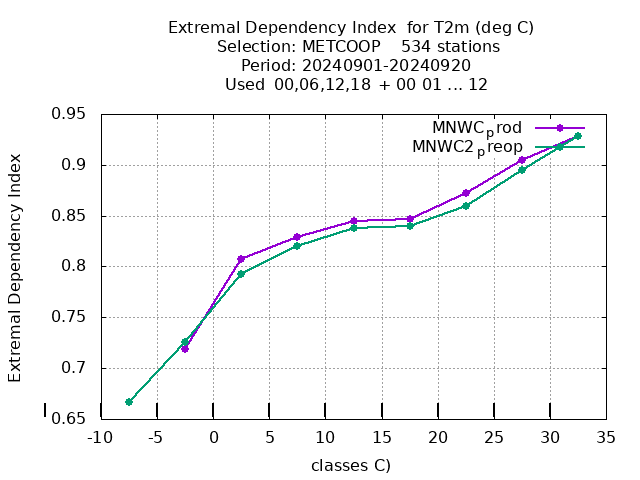 Extremal Dependency Index  for T2m (deg C)
Selection: METCOOP    534 stations
Period: 20240901-20240920
Used  00,06,12,18 + 00 01 ... 12
MNWCprod
MNWC2preop
Extremal Dependency Index
0.95
0.9
0.85
0.8
0.75
0.7
0.65
-10 -5 0 5 10 15 20 25 30 35
classes C)